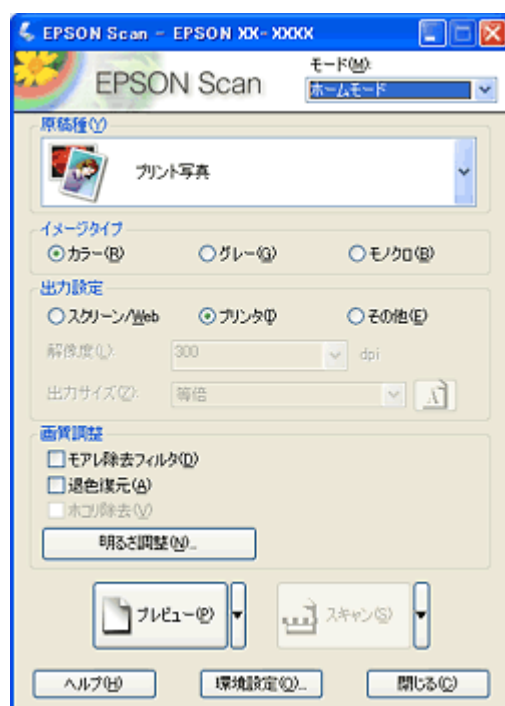 EPSON Scan - EPSON XX-XXXX
EPSON Scan
モード(M):
ホームモード
原稿種(Y)
プリント写真
イメージタイプ
カラー(R) グレー(G) モノクロ(B)
出力設定
スクリーン/Web プリンタ(I) その他(E)
解像度(L): 300 dpi
出力サイズ(Z): 等倍
画質調整
モアレ除去フィルタ(D)
退色復元(A)
ホコリ除去(V)
明るさ調整(N)...
プレビュー(P) スキャン(S)
ヘルプ(H) 環境設定(O)... 閉じる(C)